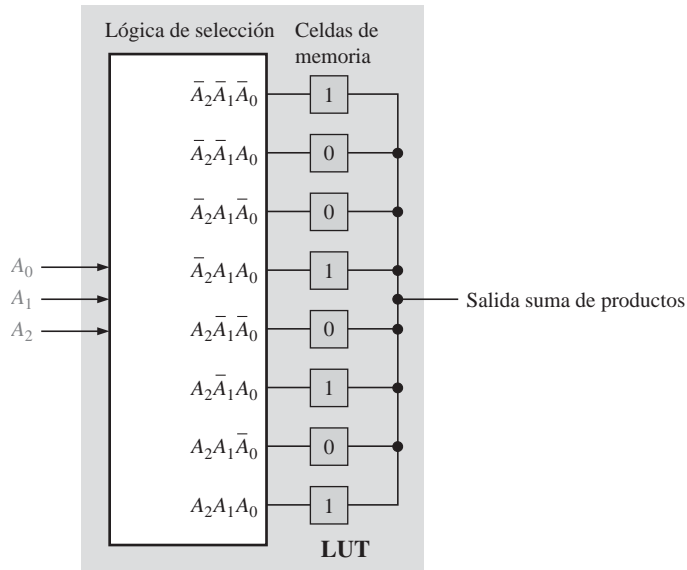 Lógica de selección
Celdas de memoria
A̅₂A̅₁A̅₀ 1
A̅₂A̅₁A₀ 0
A̅₂A₁A̅₀ 0
A̅₂A₁A₀ 1
A₂A̅₁A̅₀ 0
A₂A̅₁A₀ 1
A₂A₁A̅₀ 0
A₂A₁A₀ 1
A₀
A₁
A₂
Salida suma de productos
LUT